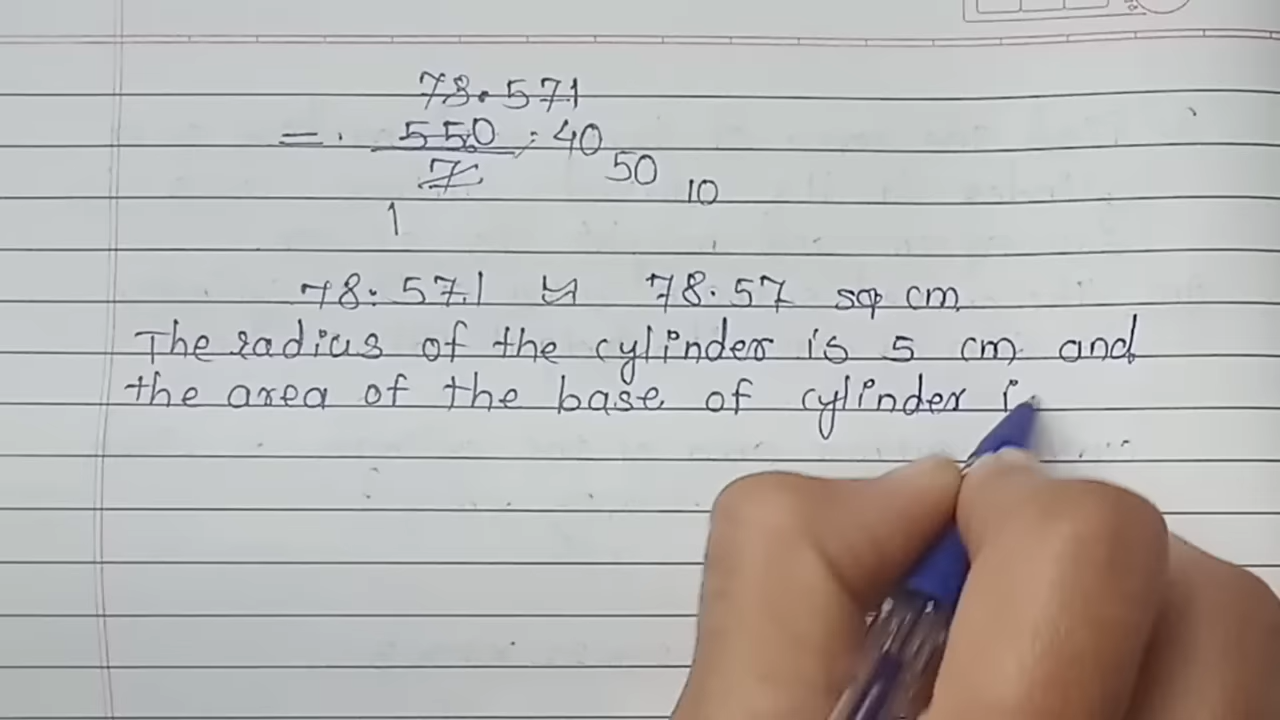 78.571
= 550 40
7 50 10
1
78.571 ≈ 78.57 sq cm
The radius of the cylinder is 5 cm and
the area of the base of cylinder i